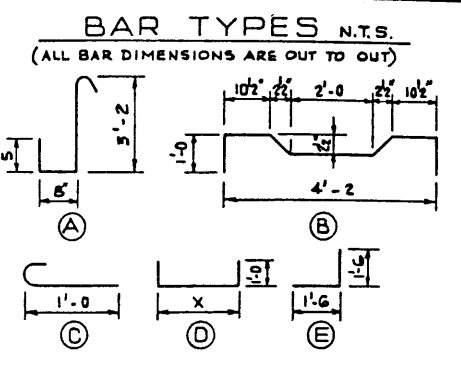 BAR TYPES N.T.S.
(ALL BAR DIMENSIONS ARE OUT TO OUT)
10½" 2½" 2'-0 2½" 10½"
5 3'-2 1'-0 2½"
8" 4'-2
A B
1'-0 1'-6
1'-0 X 1'-6
C D E